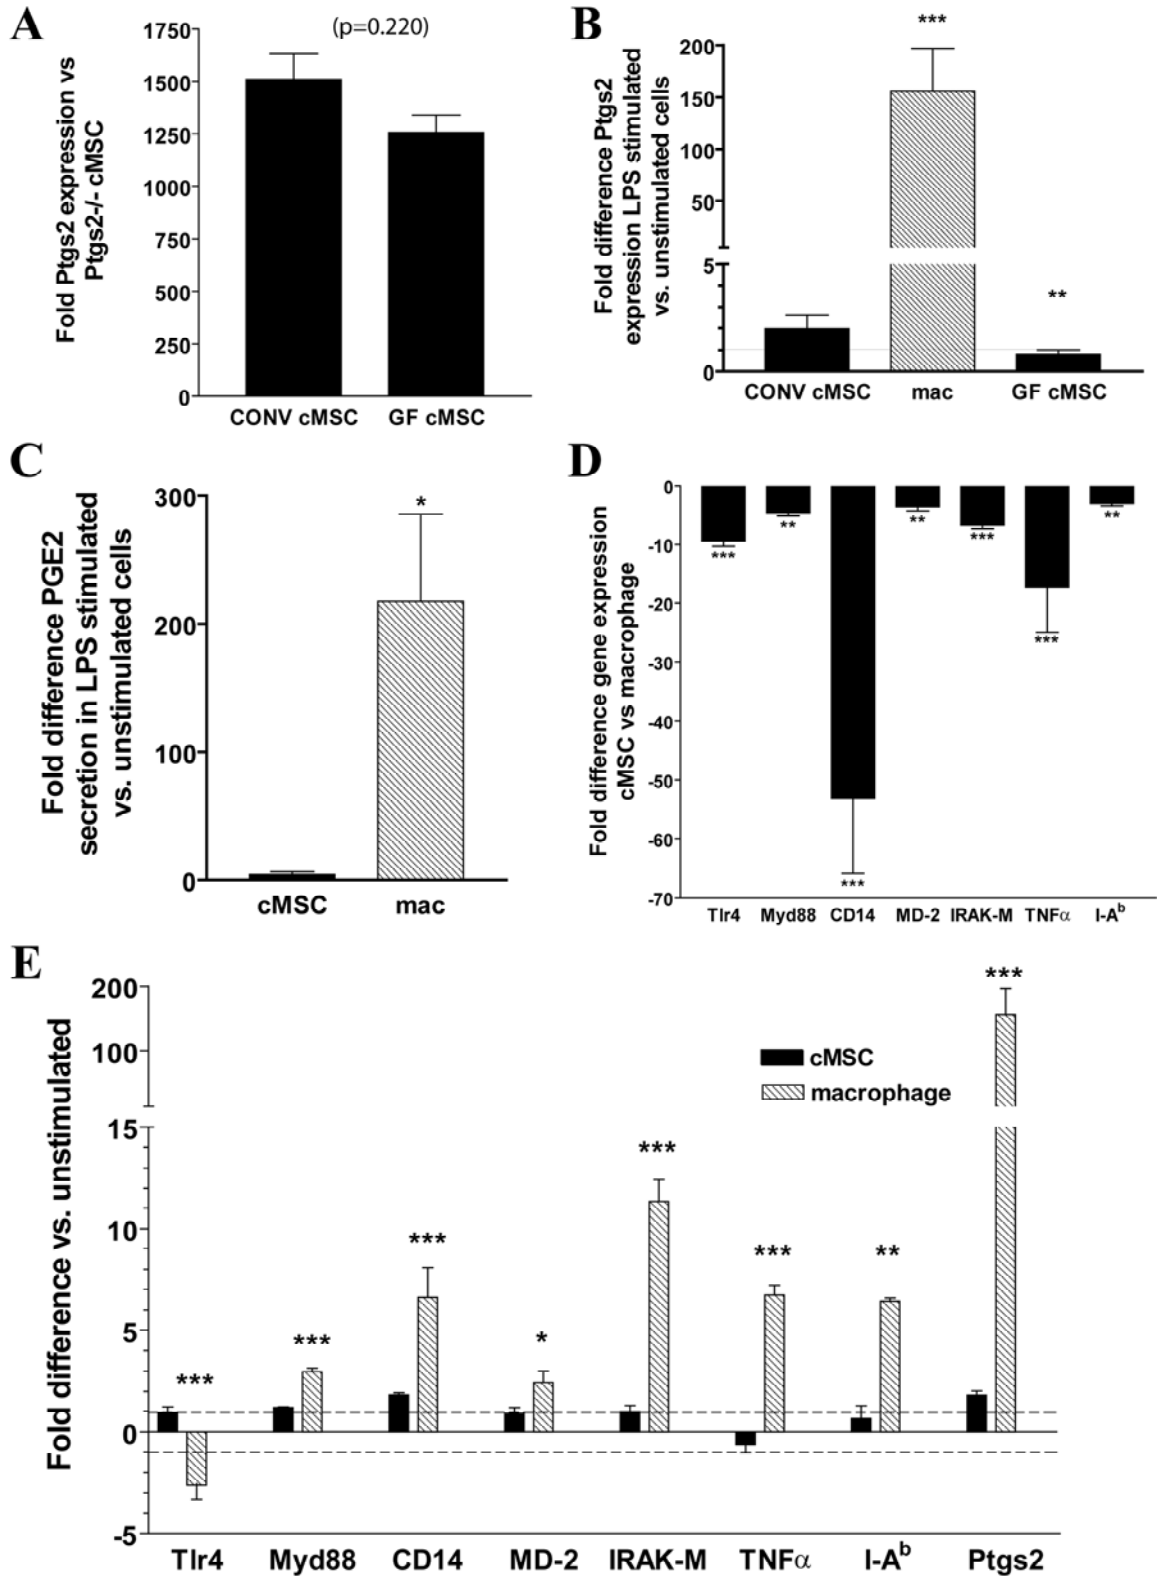 A
(p=0.220)
Fold Ptgs2 expression vs
Ptgs2-/- cMSC
1750
1500
1250
1000
750
500
250
0
CONV cMSC
GF cMSC
B
Fold difference Ptgs2
expression LPS stimulated
vs. unstimulated cells
200
150
100
50
5
0
***
**
CONV cMSC
mac
GF cMSC
C
Fold difference PGE2
secretion in LPS stimulated
vs. unstimulated cells
300
200
100
0
*
cMSC
mac
D
Fold difference gene expression
cMSC vs macrophage
0
-10
-20
-30
-40
-50
-60
-70
***
**
***
**
***
***
**
Tlr4
Myd88
CD14
MD-2
IRAK-M
TNFα
I-Aᵇ
E
Fold difference vs. unstimulated
200
100
15
10
5
0
-5
cMSC
macrophage
***
***
***
*
***
***
**
***
Tlr4
Myd88
CD14
MD-2
IRAK-M
TNFα
I-Aᵇ
Ptgs2